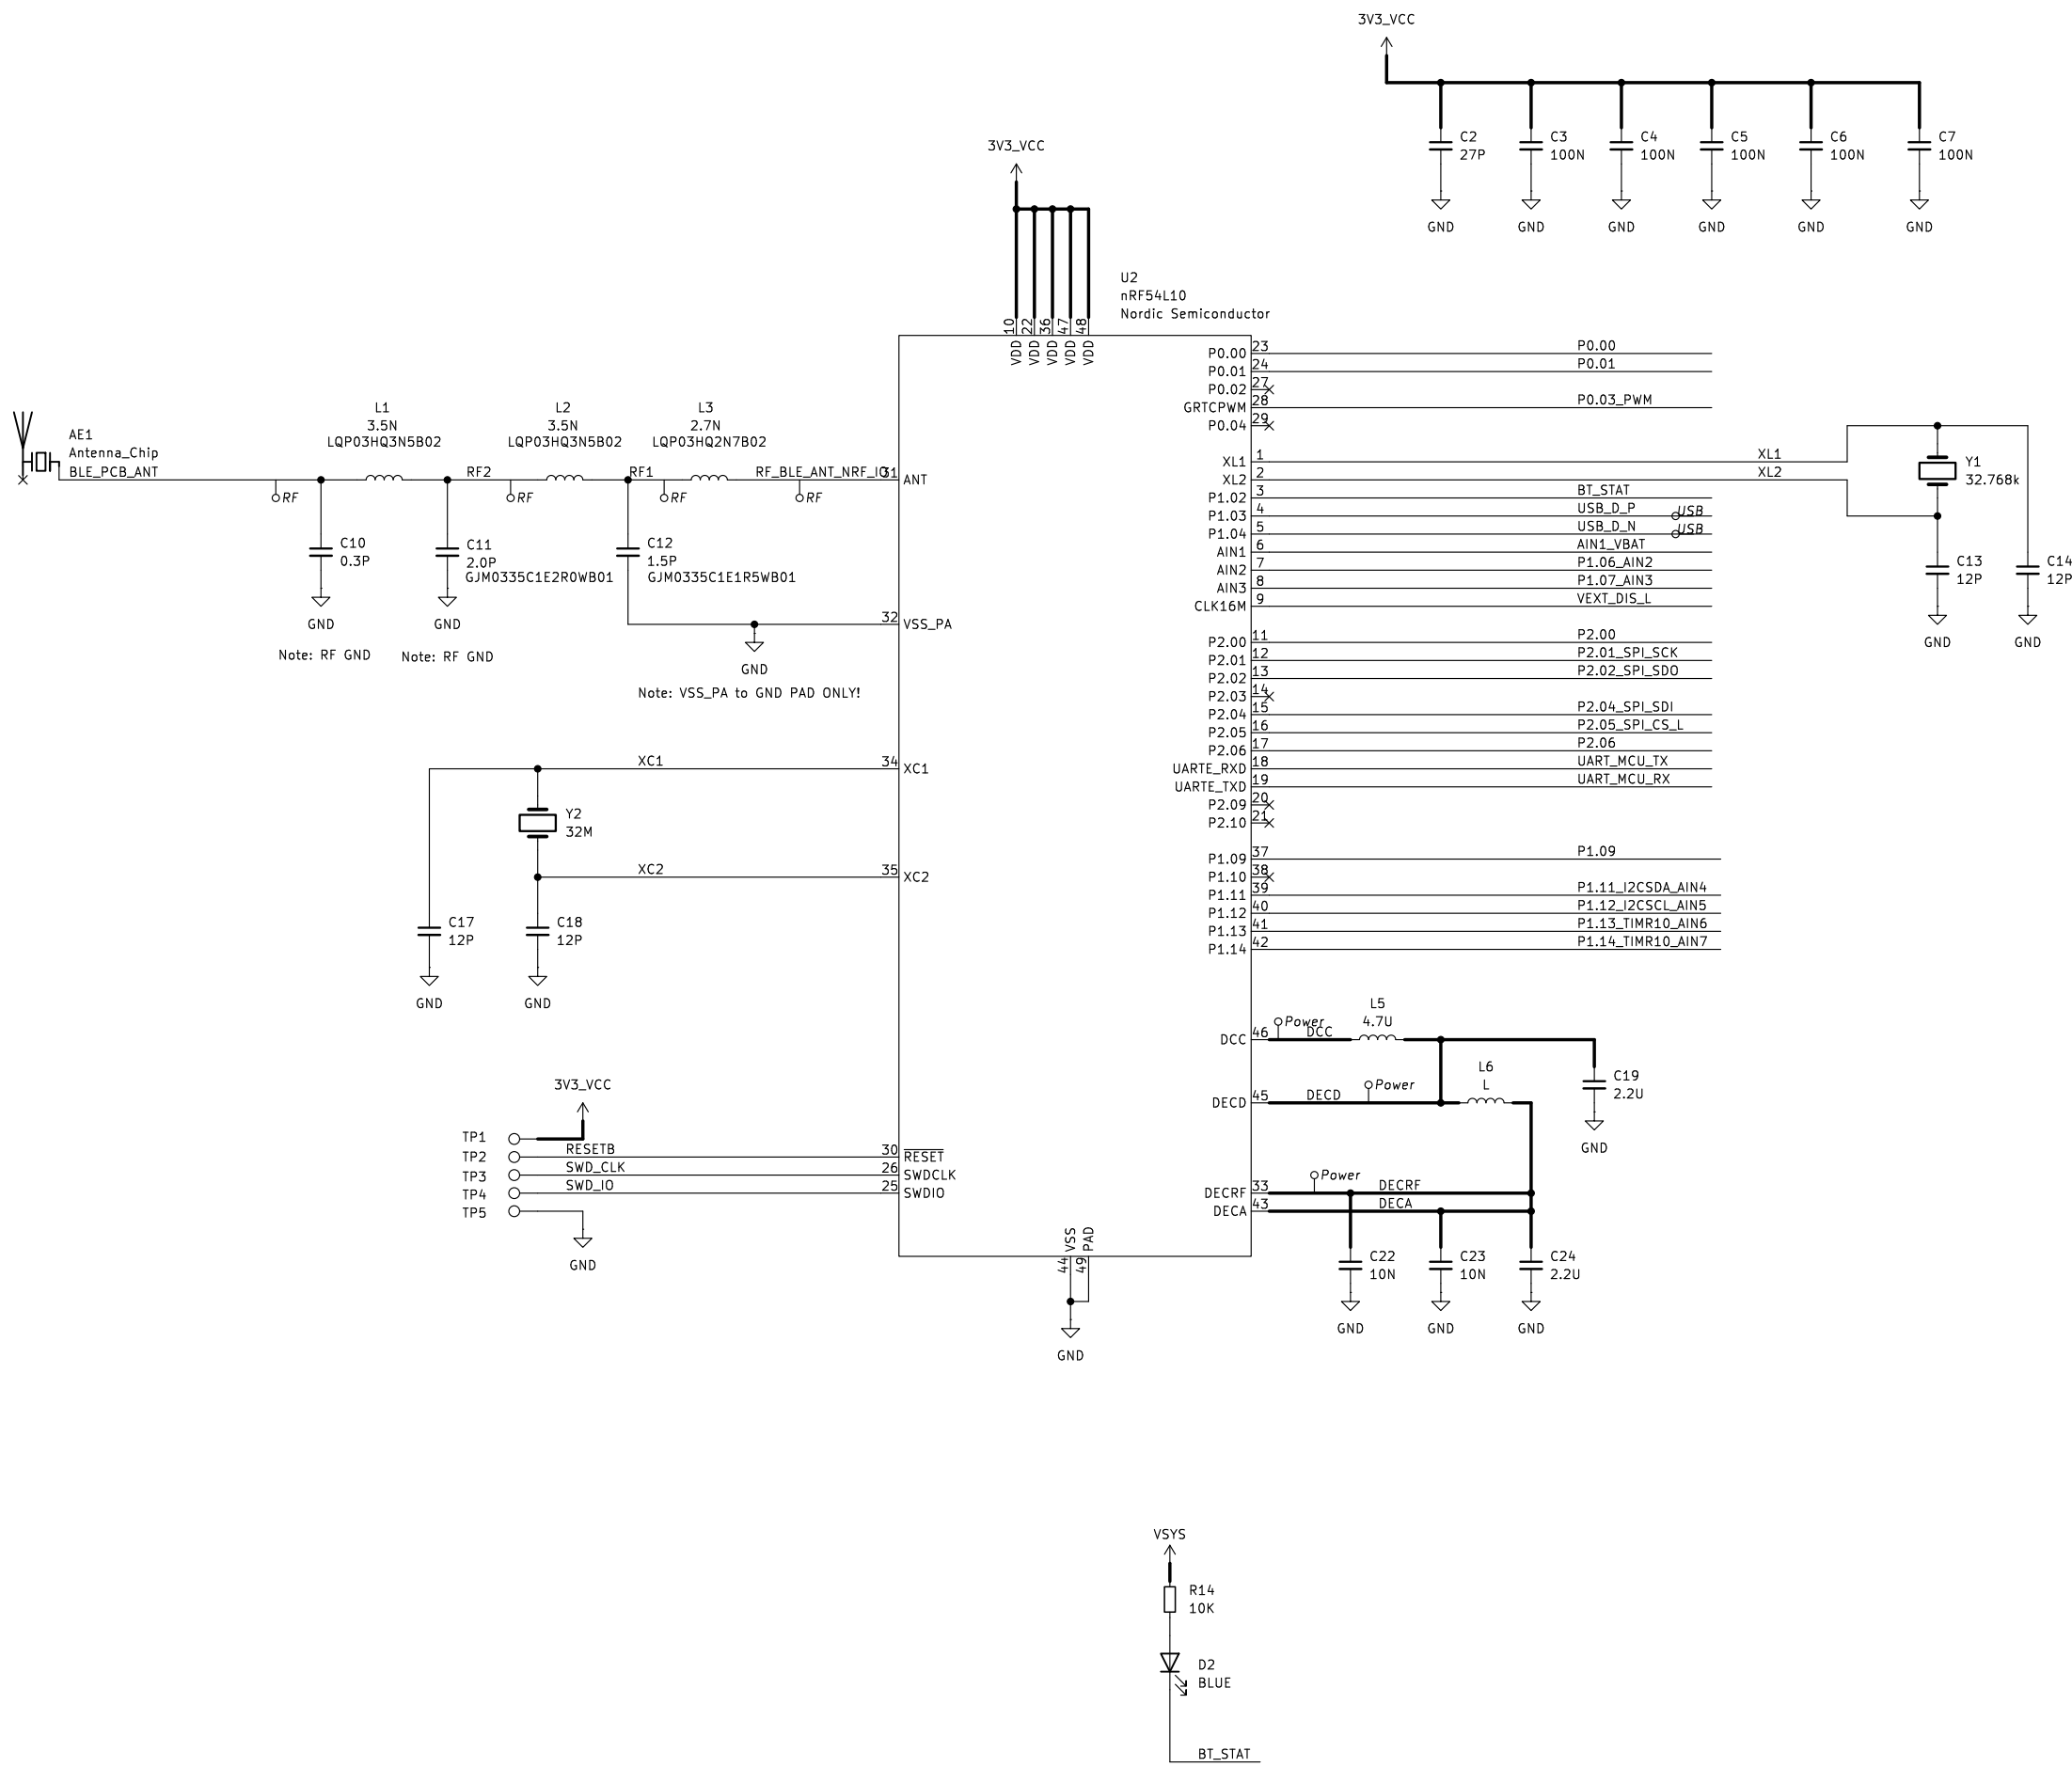 3V3_VCC
C2
27P
C3
100N
C4
100N
C5
100N
C6
100N
C7
100N
GND
GND
GND
GND
GND
GND
3V3_VCC
U2
nRF54L10
Nordic Semiconductor
10
22
36
47
48
VDD
VDD
VDD
VDD
VDD
AE1
Antenna_Chip
BLE_PCB_ANT
RF
L1
3.5N
LQP03HQ3N5B02
RF2
RF
L2
3.5N
LQP03HQ3N5B02
RF1
RF
L3
2.7N
LQP03HQ2N7B02
RF_BLE_ANT_NRF_IO
RF
31
ANT
C10
0.3P
GND
Note: RF GND
C11
2.0P
GJM0335C1E2R0WB01
GND
Note: RF GND
C12
1.5P
GJM0335C1E1R5WB01
32
VSS_PA
GND
Note: VSS_PA to GND PAD ONLY!
XC1
34
XC1
Y2
32M
XC2
35
XC2
C17
12P
C18
12P
GND
GND
3V3_VCC
TP1
TP2
RESETB
30
RESET
TP3
SWD_CLK
26
SWDCLK
TP4
SWD_IO
25
SWDIO
TP5
GND
P0.00
23
P0.00
P0.01
24
P0.01
P0.02
27
GRTCPWM
28
P0.03_PWM
P0.04
29
XL1
1
XL1
XL2
2
XL2
P1.02
3
BT_STAT
P1.03
4
USB_D_P
USB
P1.04
5
USB_D_N
USB
AIN1
6
AIN1_VBAT
AIN2
7
P1.06_AIN2
AIN3
8
P1.07_AIN3
CLK16M
9
VEXT_DIS_L
P2.00
11
P2.00
P2.01
12
P2.01_SPI_SCK
P2.02
13
P2.02_SPI_SDO
P2.03
14
P2.04
15
P2.04_SPI_SDI
P2.05
16
P2.05_SPI_CS_L
P2.06
17
P2.06
UARTE_RXD
18
UART_MCU_TX
UARTE_TXD
19
UART_MCU_RX
P2.09
20
P2.10
21
P1.09
37
P1.09
P1.10
38
P1.11
39
P1.11_I2CSDA_AIN4
P1.12
40
P1.12_I2CSCL_AIN5
P1.13
41
P1.13_TIMR10_AIN6
P1.14
42
P1.14_TIMR10_AIN7
Y1
32.768k
C13
12P
C14
12P
GND
GND
DCC
46
Power
DCC
L5
4.7U
DECD
45
DECD
Power
L6
L
C19
2.2U
GND
DECRF
33
Power
DECRF
DECA
43
DECA
C22
10N
C23
10N
C24
2.2U
GND
GND
GND
VSS
PAD
44
49
GND
VSYS
R14
10K
D2
BLUE
BT_STAT